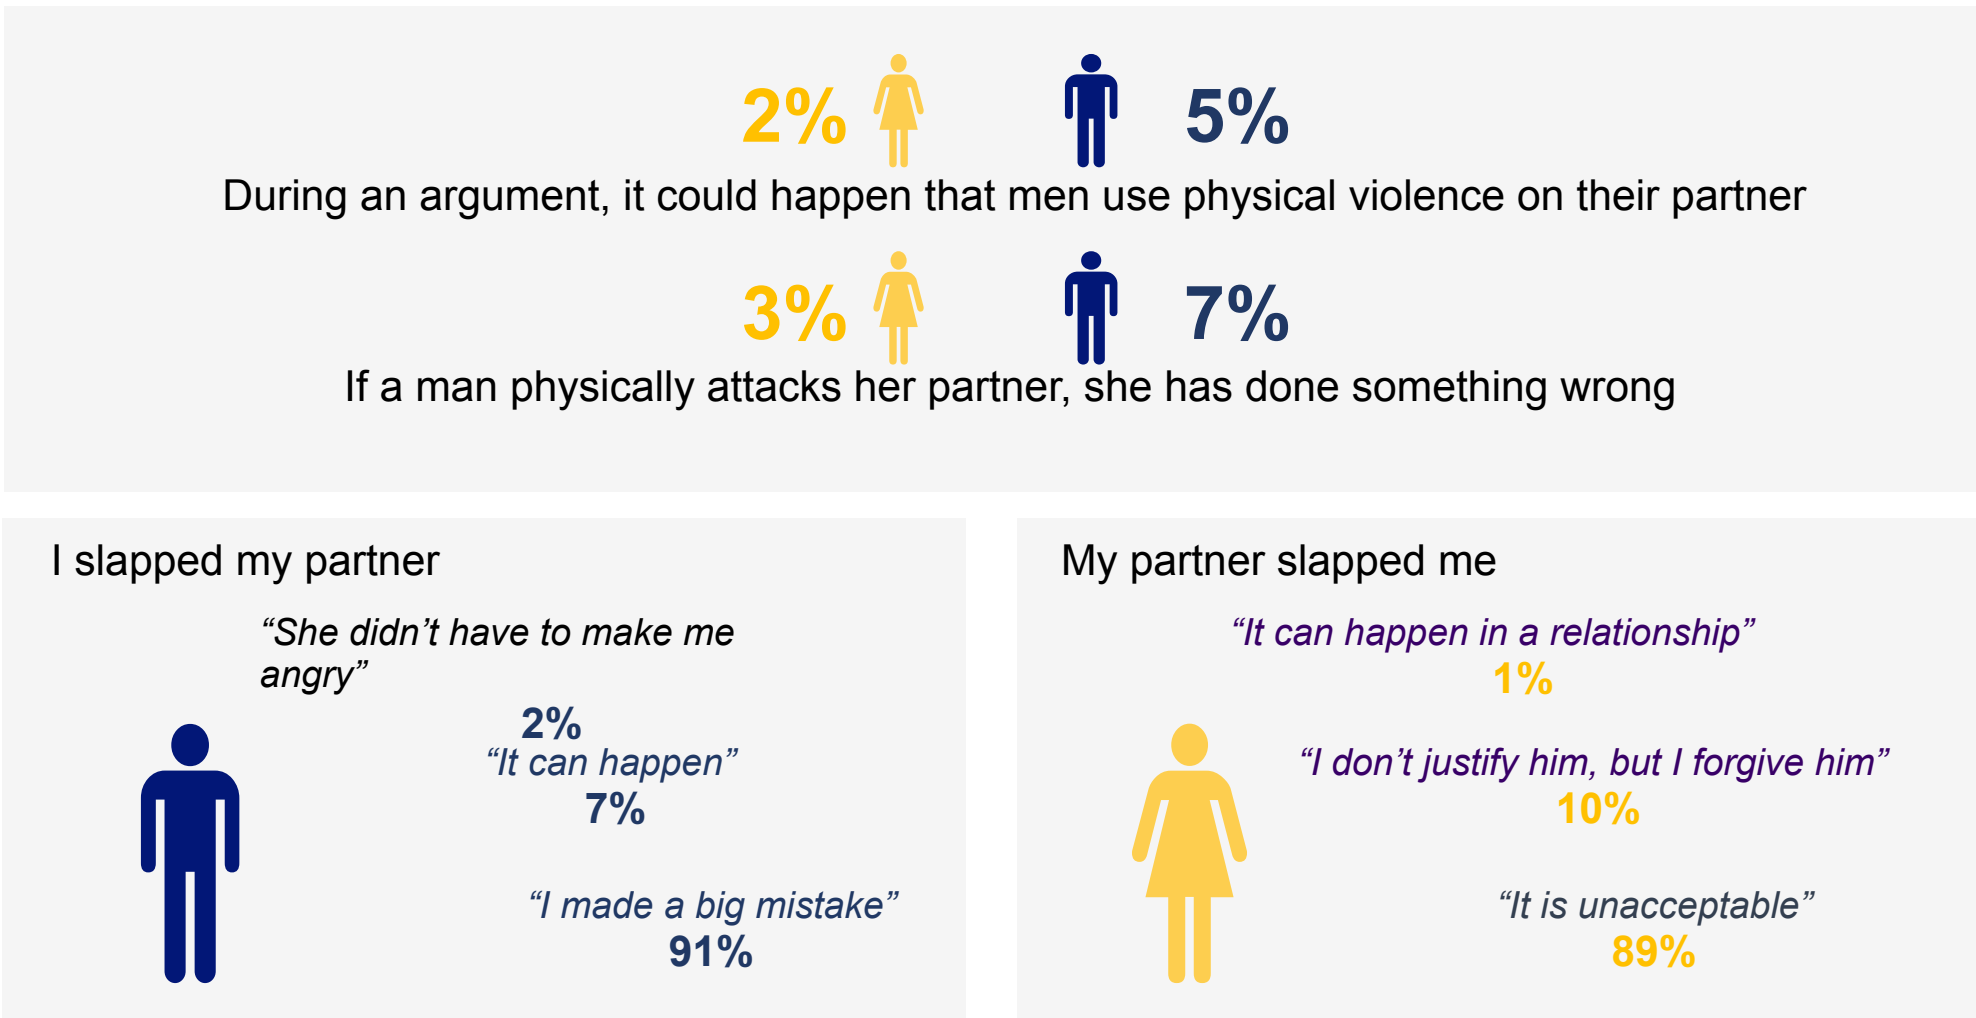 2% 5%
During an argument, it could happen that men use physical violence on their partner
3% 7%
If a man physically attacks her partner, she has done something wrong
I slapped my partner
“She didn’t have to make me
angry”
2%
“It can happen”
7%
“I made a big mistake”
91%
My partner slapped me
“It can happen in a relationship”
1%
“I don’t justify him, but I forgive him”
10%
“It is unacceptable”
89%